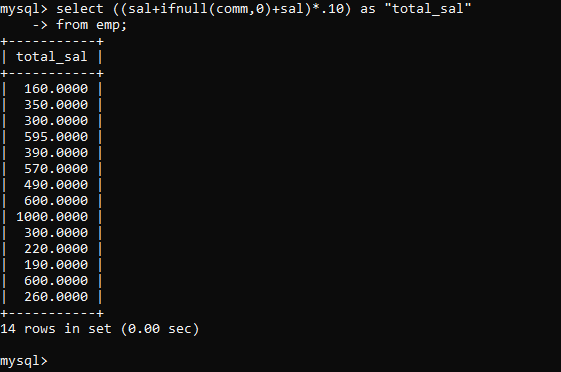 mysql> select ((sal+ifnull(comm,0)+sal)*.10) as "total_sal"
    -> from emp;
+-----------+
| total_sal |
+-----------+
|  160.0000 |
|  350.0000 |
|  300.0000 |
|  595.0000 |
|  390.0000 |
|  570.0000 |
|  490.0000 |
|  600.0000 |
| 1000.0000 |
|  300.0000 |
|  220.0000 |
|  190.0000 |
|  600.0000 |
|  260.0000 |
+-----------+
14 rows in set (0.00 sec)

mysql>